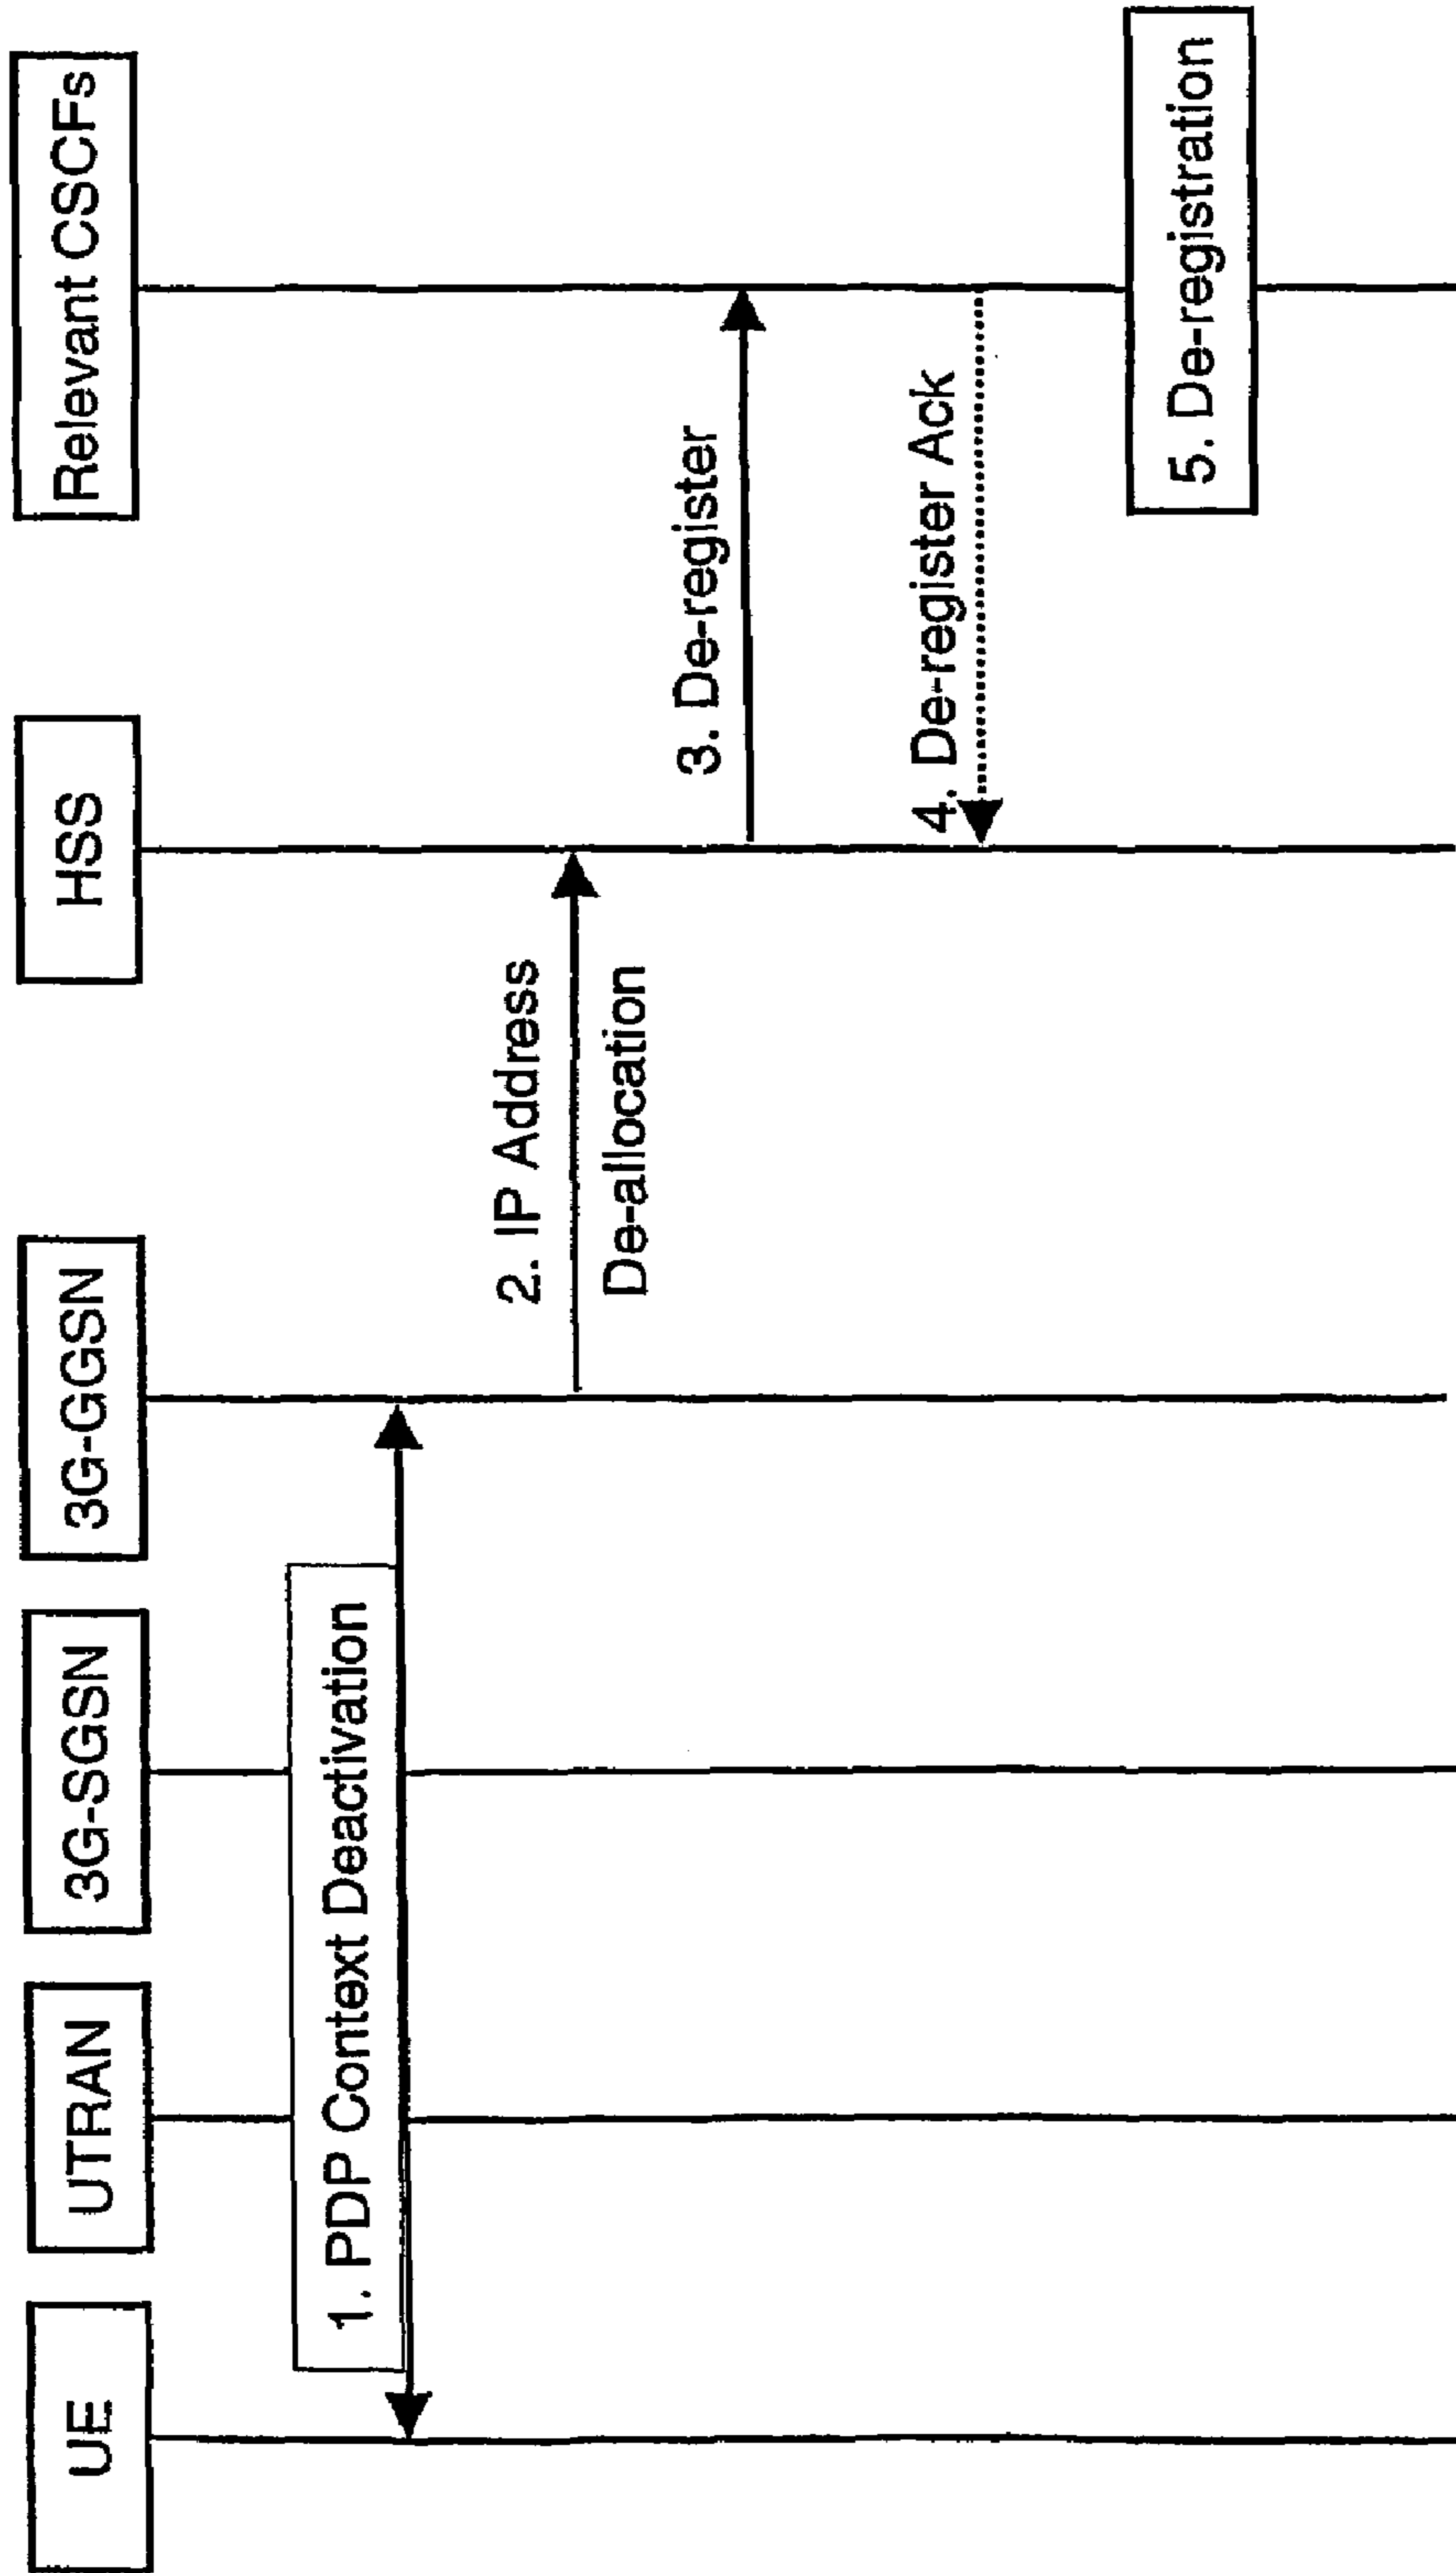 UE
UTRAN
3G-SGSN
3G-GGSN
HSS
Relevant CSCFs
1. PDP Context Deactivation
2. IP Address
De-allocation
3. De-register
4. De-register Ack
5. De-registration